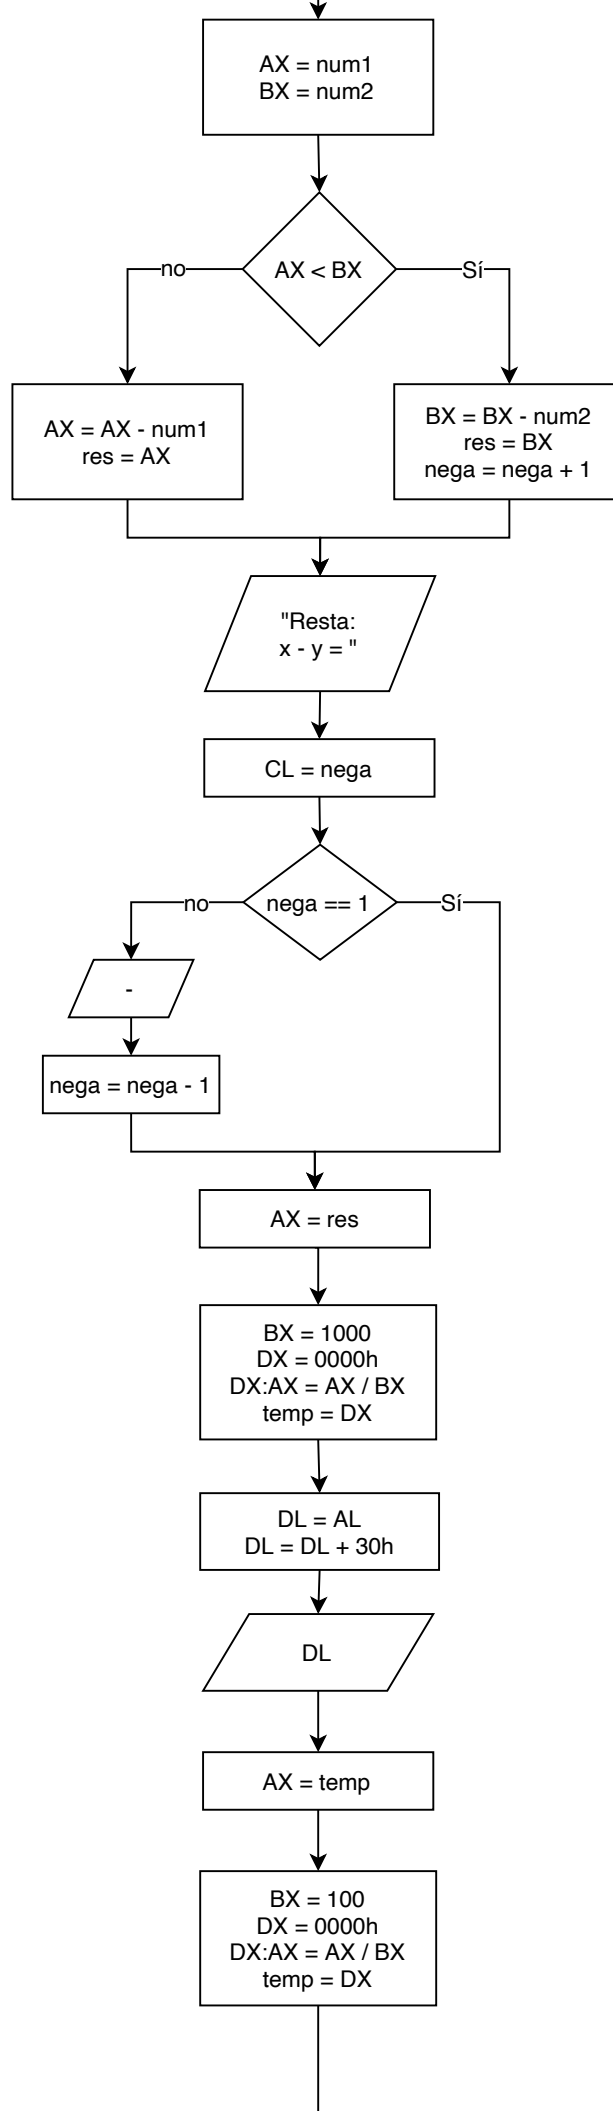 AX = num1
BX = num2
AX < BX
no
Sí
AX = AX - num1
res = AX
BX = BX - num2
res = BX
nega = nega + 1
"Resta:
x - y = "
CL = nega
nega == 1
no
Sí
-
nega = nega - 1
AX = res
BX = 1000
DX = 0000h
DX:AX = AX / BX
temp = DX
DL = AL
DL = DL + 30h
DL
AX = temp
BX = 100
DX = 0000h
DX:AX = AX / BX
temp = DX